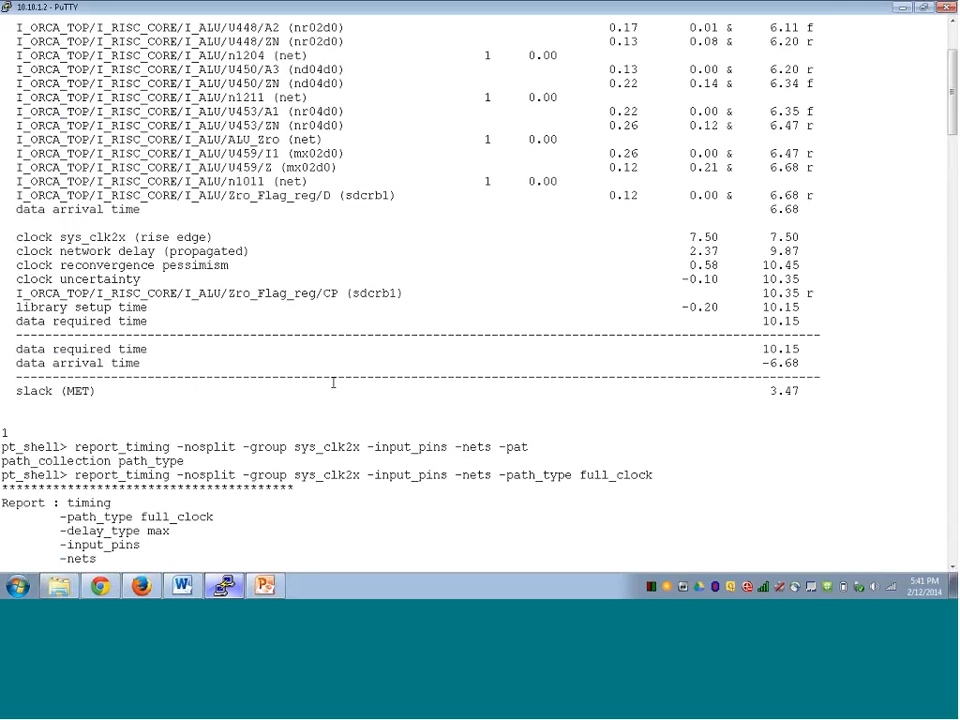 10.10.1.2 - PuTTY
I_ORCA_TOP/I_RISC_CORE/I_ALU/U448/A2 (nr02d0) 0.17 0.01 & 6.11 f
I_ORCA_TOP/I_RISC_CORE/I_ALU/U448/ZN (nr02d0) 0.13 0.08 & 6.20 r
I_ORCA_TOP/I_RISC_CORE/I_ALU/n1204 (net) 1 0.00
I_ORCA_TOP/I_RISC_CORE/I_ALU/U450/A3 (nd04d0) 0.13 0.00 & 6.20 r
I_ORCA_TOP/I_RISC_CORE/I_ALU/U450/ZN (nd04d0) 0.22 0.14 & 6.34 f
I_ORCA_TOP/I_RISC_CORE/I_ALU/n1211 (net) 1 0.00
I_ORCA_TOP/I_RISC_CORE/I_ALU/U453/A1 (nr04d0) 0.22 0.00 & 6.35 f
I_ORCA_TOP/I_RISC_CORE/I_ALU/U453/ZN (nr04d0) 0.26 0.12 & 6.47 r
I_ORCA_TOP/I_RISC_CORE/I_ALU/ALU_Zro (net) 1 0.00
I_ORCA_TOP/I_RISC_CORE/I_ALU/U459/I1 (mx02d0) 0.26 0.00 & 6.47 r
I_ORCA_TOP/I_RISC_CORE/I_ALU/U459/Z (mx02d0) 0.12 0.21 & 6.68 r
I_ORCA_TOP/I_RISC_CORE/I_ALU/n1011 (net) 1 0.00
I_ORCA_TOP/I_RISC_CORE/I_ALU/Zro_Flag_reg/D (sdcrb1) 0.12 0.00 & 6.68 r
data arrival time 6.68
clock sys_clk2x (rise edge) 7.50 7.50
clock network delay (propagated) 2.37 9.87
clock reconvergence pessimism 0.58 10.45
clock uncertainty -0.10 10.35
I_ORCA_TOP/I_RISC_CORE/I_ALU/Zro_Flag_reg/CP (sdcrb1) 10.35 r
library setup time -0.20 10.15
data required time 10.15
--------------------------------------------------------------------------------------------------------------
data required time 10.15
data arrival time -6.68
--------------------------------------------------------------------------------------------------------------
slack (MET) 3.47
1
pt_shell> report_timing -nosplit -group sys_clk2x -input_pins -nets -pat
path_collection path_type
pt_shell> report_timing -nosplit -group sys_clk2x -input_pins -nets -path_type full_clock
****************************************
Report : timing
-path_type full_clock
-delay_type max
-input_pins
-nets
5:41 PM
2/12/2014